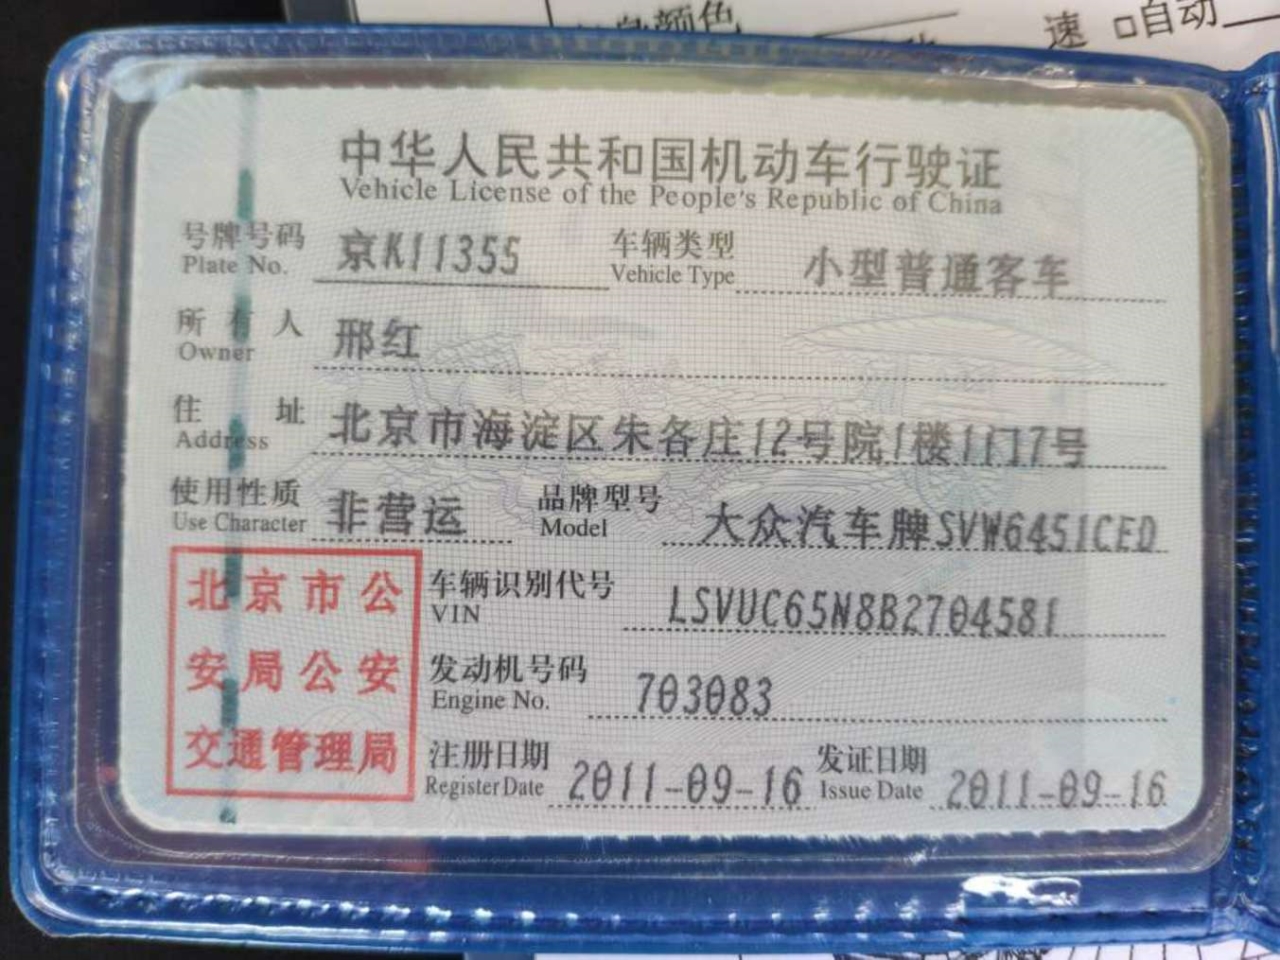 身颜色
速 □自动
中华人民共和国机动车行驶证
Vehicle License of the People's Republic of China
号牌号码 京K11355 车辆类型 小型普通客车
Plate No. Vehicle Type
所有人 邢红
Owner
住址 北京市海淀区朱各庄12号院1楼1门7号
Address
使用性质 非营运 品牌型号 大众汽车牌SVW6451CED
Use Character Model
北京市公
安局公安
交通管理局
车辆识别代号 LSVUC65N8B2704581
VIN
发动机号码 703083
Engine No.
注册日期 2011-09-16 发证日期 2011-09-16
Register Date Issue Date